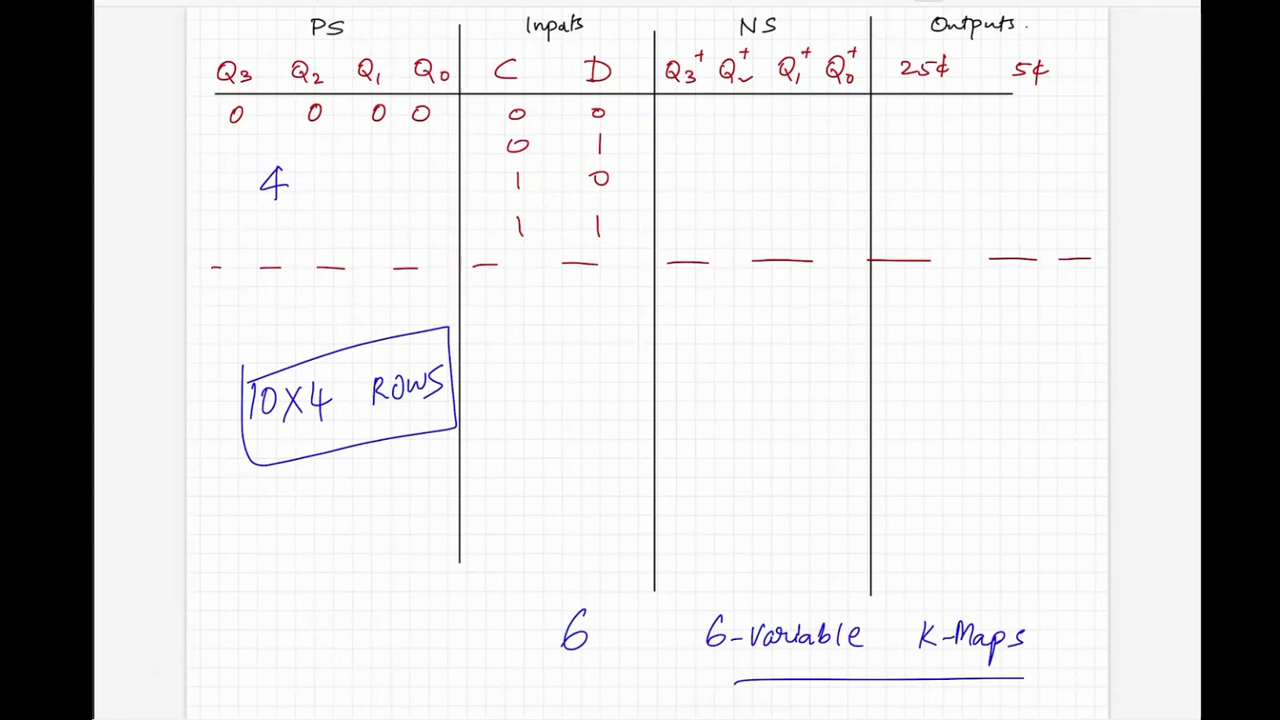 PS Inputs NS Outputs.
Q3 Q2 Q1 Q0 C D Q3+ Q2+ Q1+ Q0+ 25¢ 5¢
0 0 0 0 0 0
0 1
4 1 0
1 1
10X4 ROWS
6 6-Variable K-Maps